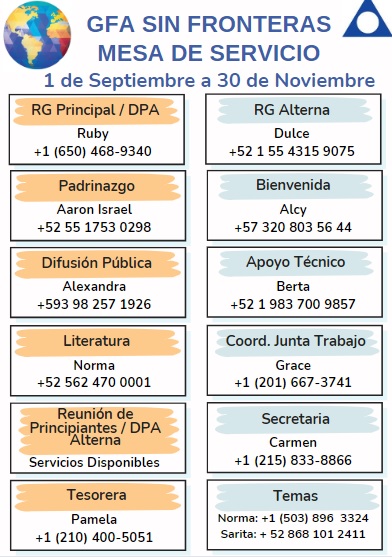 GFA SIN FRONTERAS
MESA DE SERVICIO
1 de Septiembre a 30 de Noviembre
RG Principal / DPA
Ruby
+1 (650) 468-9340
RG Alterna
Dulce
+52 1 55 4315 9075
Padrinazgo
Aaron Israel
+52 55 1753 0298
Bienvenida
Alcy
+57 320 803 56 44
Difusión Pública
Alexandra
+593 98 257 1926
Apoyo Técnico
Berta
+52 1 983 700 9857
Literatura
Norma
+52 562 470 0001
Coord. Junta Trabajo
Grace
+1 (201) 667-3741
Reunión de
Principiantes / DPA
Alterna
Servicios Disponibles
Secretaria
Carmen
+1 (215) 833-8866
Tesorera
Pamela
+1 (210) 400-5051
Temas
Norma: +1 (503) 896 3324
Sarita: + 52 868 101 2411